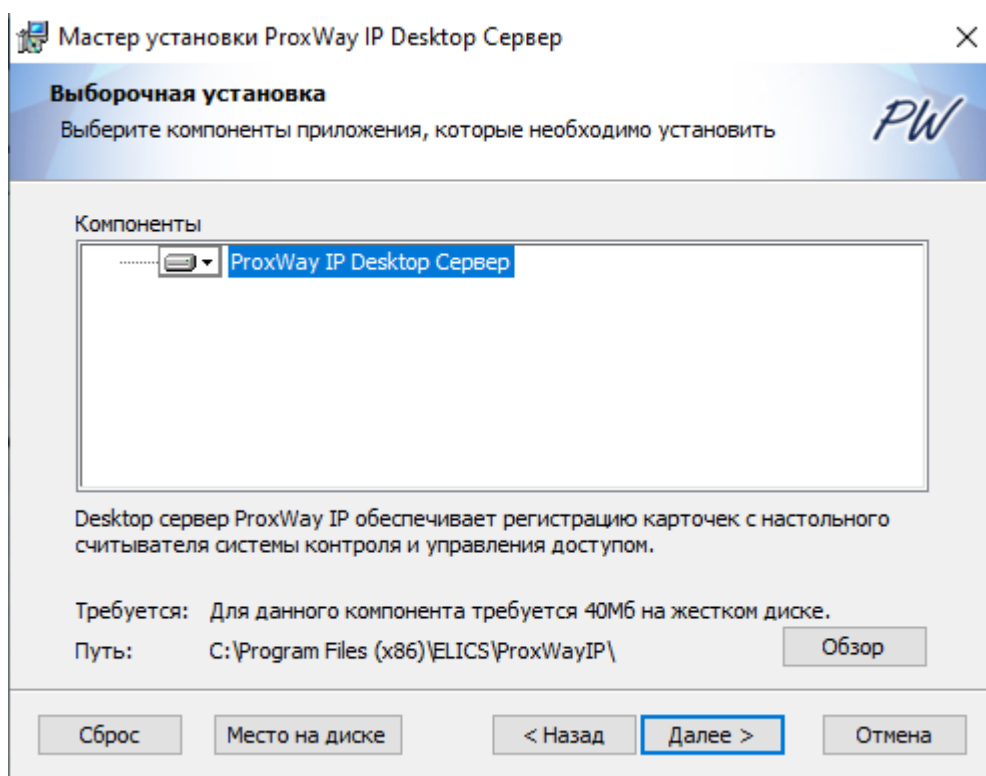 Мастер установки ProxWay IP Desktop Сервер
Выборочная установка
Выберите компоненты приложения, которые необходимо установить
PW
Компоненты
ProxWay IP Desktop Сервер
Desktop сервер ProxWay IP обеспечивает регистрацию карточек с настольного
считывателя системы контроля и управления доступом.
Требуется: Для данного компонента требуется 40Мб на жестком диске.
Путь: C:\Program Files (x86)\ELICS\ProxWayIP\
Обзор
Сброс Место на диске < Назад Далее > Отмена